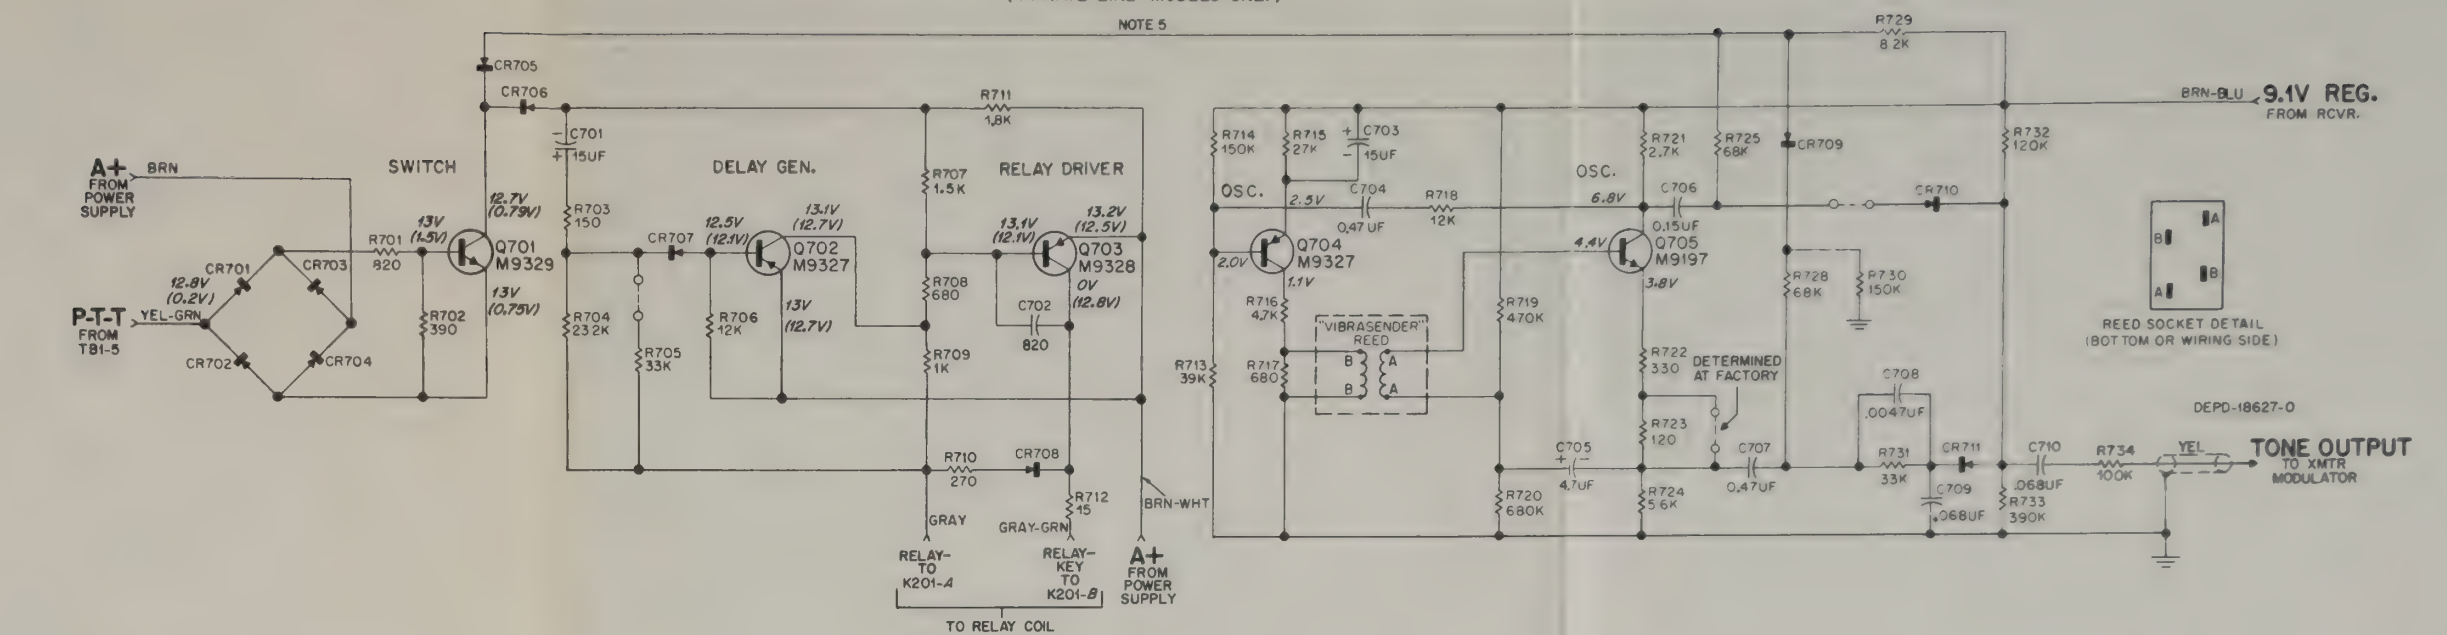 NOTE 5
R729
8.2K
CR705
CR706
R711
1.8K
BRN-BLU
9.1V REG.
FROM RCVR.
C701
15UF
R714
150K
R715
27K
C703
15UF
R721
2.7K
R725
68K
CR709
R732
120K
A+
FROM
POWER
SUPPLY
BRN
SWITCH
DELAY GEN.
R707
1.5K
RELAY DRIVER
OSC.
OSC.
12.7V
(0.79V)
R703
150
13.1V
(12.7V)
13.2V
(12.5V)
2.5V
C704
0.47UF
R718
12K
6.8V
C706
0.15UF
CR710
13V
(1.5V)
R701
820
Q701
M9329
CR707
12.5V
(12.1V)
Q702
M9327
13.1V
(12.1V)
Q703
M9328
2.0V
Q704
M9327
4.4V
Q705
M9197
A
B
B
A
CR701
CR703
12.8V
(0.2V)
13V
(0.75V)
13V
(12.7V)
R708
680
0V
(12.8V)
1.1V
3.8V
R728
68K
R730
150K
P-T-T
FROM
TB1-5
YEL-GRN
R702
390
R704
23.2K
R706
12K
C702
820
R716
4.7K
R719
470K
REED SOCKET DETAIL
(BOTTOM OR WIRING SIDE)
CR702
CR704
R705
33K
R709
1K
"VIBRASENDER"
REED
B
A
B
A
R713
39K
R717
680
R722
330
DETERMINED
AT FACTORY
C708
.0047UF
DEPD-18627-O
R723
120
R710
270
CR708
C705
4.7UF
C707
0.47UF
R731
33K
CR711
C710
.068UF
R734
100K
YEL
TONE OUTPUT
TO XMTR
MODULATOR
R712
15
BRN-WHT
R720
680K
R724
5.6K
C709
.068UF
R733
390K
GRAY
GRAY-GRN
RELAY-
TO
K201-A
RELAY-
KEY
TO
K201-B
A+
FROM
POWER
SUPPLY
TO RELAY COIL